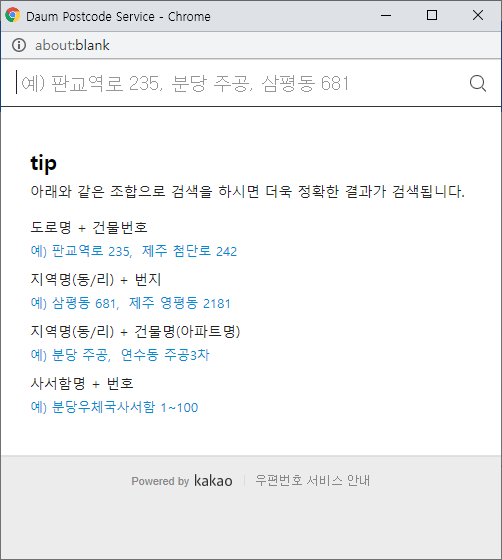 Daum Postcode Service - Chrome
about:blank
예) 판교역로 235, 분당 주공, 삼평동 681
tip
아래와 같은 조합으로 검색을 하시면 더욱 정확한 결과가 검색됩니다.
도로명 + 건물번호
예) 판교역로 235, 제주 첨단로 242
지역명(동/리) + 번지
예) 삼평동 681, 제주 영평동 2181
지역명(동/리) + 건물명(아파트명)
예) 분당 주공, 연수동 주공3차
사서함명 + 번호
예) 분당우체국사서함 1~100
Powered by kakao 우편번호 서비스 안내